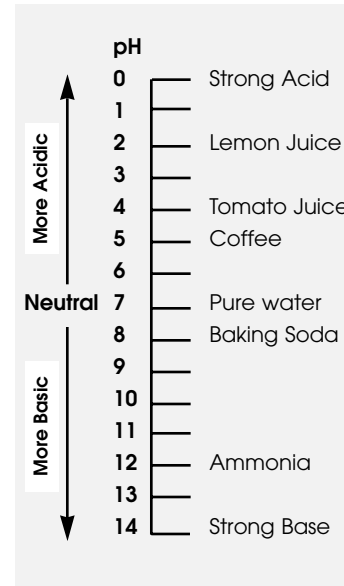 pH
0 Strong Acid
1
2 Lemon Juice
3
4 Tomato Juice
5 Coffee
6
Neutral 7 Pure water
8 Baking Soda
9
10
11
12 Ammonia
13
14 Strong Base
More Acidic
More Basic